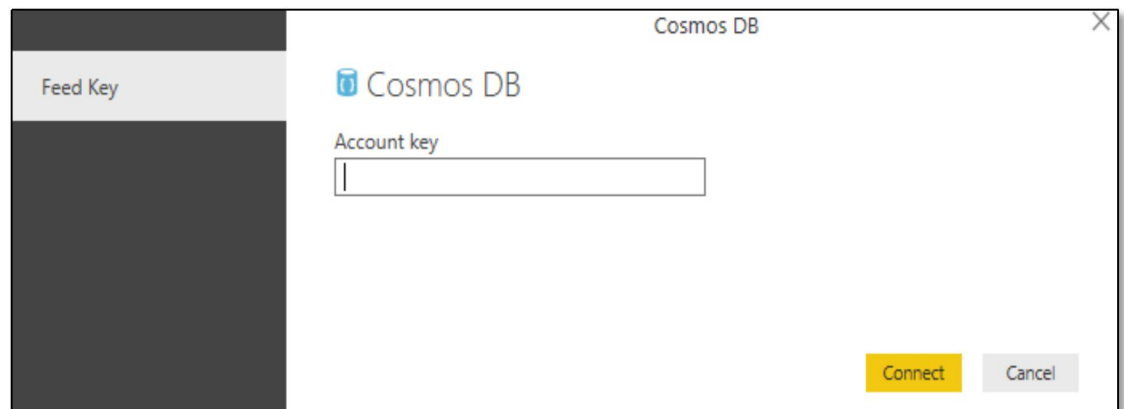 Cosmos DB
Feed Key
Cosmos DB
Account key
Connect
Cancel